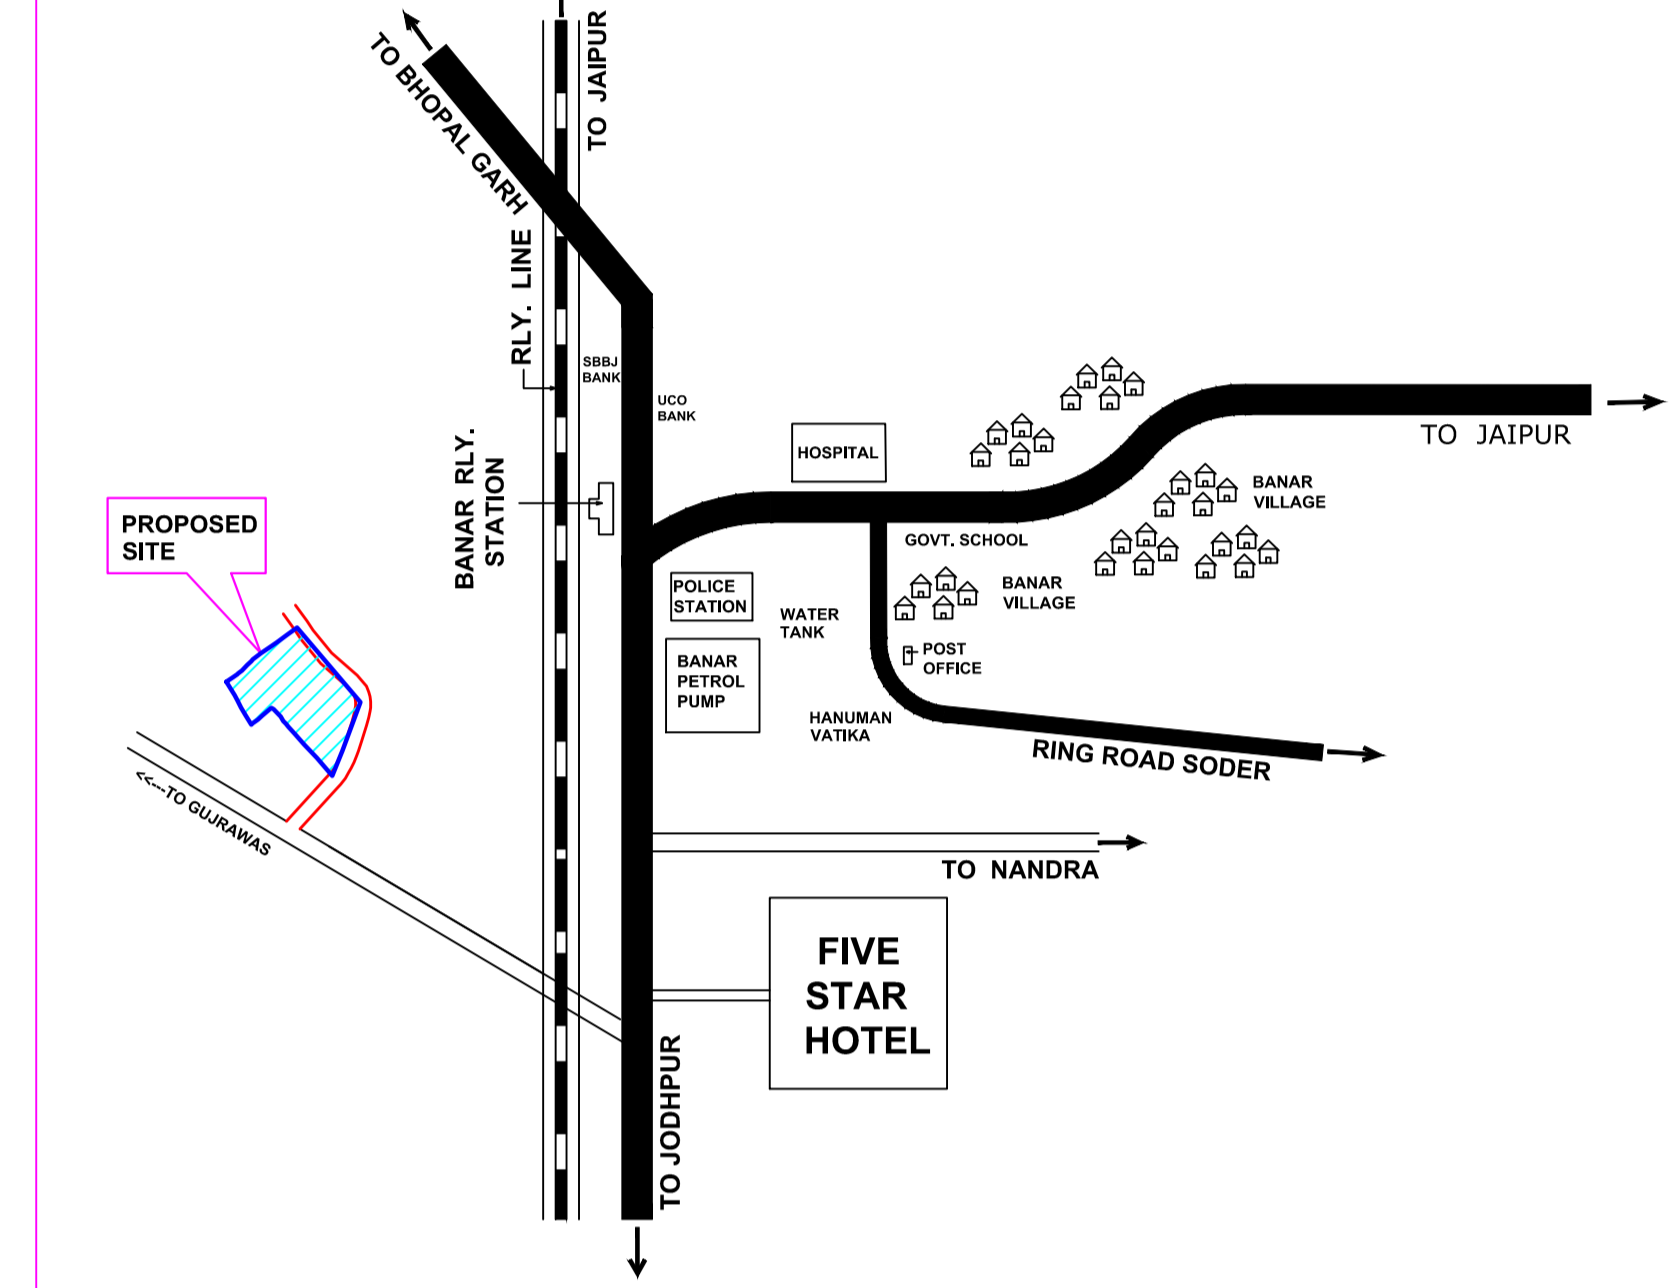 TO BHOPAL GARH
TO JAIPUR
RLY. LINE
SBBJ
BANK
UCO
BANK
BANAR RLY.
STATION
HOSPITAL
TO JAIPUR
BANAR
VILLAGE
GOVT. SCHOOL
PROPOSED
SITE
POLICE
STATION
WATER
TANK
BANAR
VILLAGE
BANAR
PETROL
PUMP
POST
OFFICE
HANUMAN
VATIKA
RING ROAD SODER
<<---TO GUJRAWAS
TO NANDRA
FIVE
STAR
HOTEL
TO JODHPUR